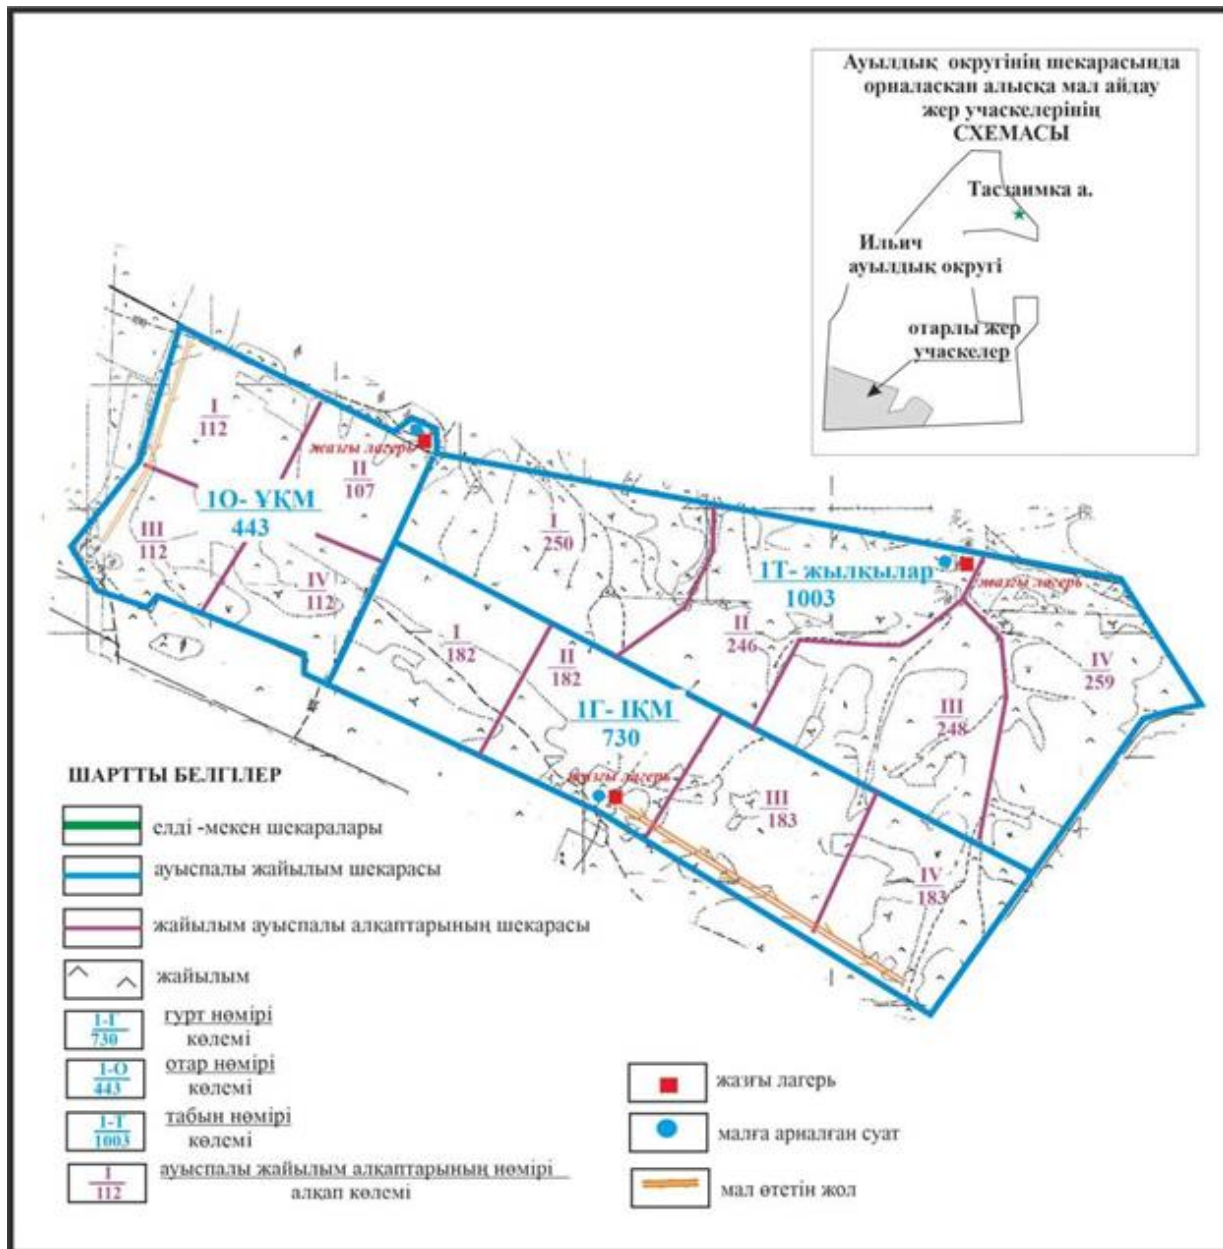 Ауылдық округінің шекарасында
орналаскан алыска мал айдау
жер учаскелерінің
СХЕМАСЫ
Тасзаимка а.
Ильич
ауылдық округі
отарлы жер
учаскелер
I
112
жазғы лагерь
II
107
1О- ҰҚМ
443
III
112
IV
112
I
250
1Т- жылқылар
1003
жазғы лагерь
II
246
I
182
II
182
IV
259
III
248
1Г- ІҚМ
730
жазғы лагерь
III
183
IV
183
ШАРТТЫ БЕЛГІЛЕР
елді -мекен шекаралары
ауыспалы жайылым шекарасы
жайылым ауыспалы алқаптарының шекарасы
жайылым
1-Г
730
гурт нөмірі
көлемі
1-О
443
отар нөмірі
көлемі
1-Т
1003
табын нөмірі
көлемі
I
112
ауыспалы жайылым алқаптарының нөмірі
алқап көлемі
жазғы лагерь
малға арналған суат
мал өтетін жол